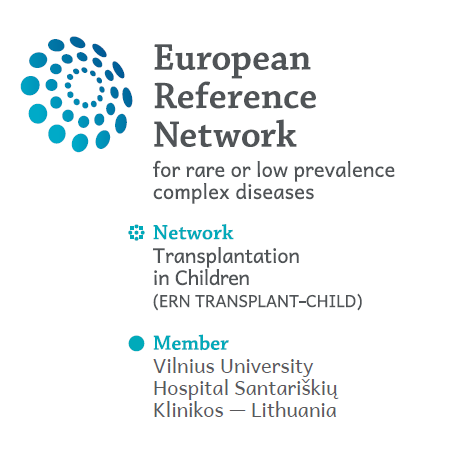 European
Reference
Network
for rare or low prevalence
complex diseases
Network
Transplantation
in Children
(ERN TRANSPLANT–CHILD)
Member
Vilnius University
Hospital Santariškių
Klinikos — Lithuania